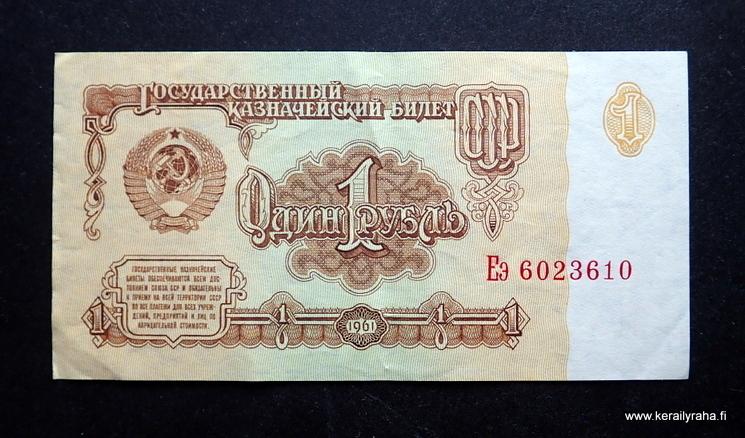 ГОСУДАРСТВЕННЫЙ
КАЗНАЧЕЙСКИЙ БИЛЕТ
СССР
1
ОДИН 1 РУБЛЬ
ГОСУДАРСТВЕННЫЕ КАЗНАЧЕЙСКИЕ
БИЛЕТЫ ОБЕСПЕЧИВАЮТСЯ ВСЕМ ДОС-
ТОЯНИЕМ СОЮЗА ССР И ОБЯЗАТЕЛЬНЫ
К ПРИЕМУ НА ВСЕЙ ТЕРРИТОРИИ СССР
ВО ВСЕ ПЛАТЕЖИ ДЛЯ ВСЕХ УЧРЕЖ-
ДЕНИЙ, ПРЕДПРИЯТИЙ И ЛИЦ ПО
НАРИЦАТЕЛЬНОЙ СТОИМОСТИ.
Еэ 6023610
1 1 1961 1 1
www.kerailyraha.fi